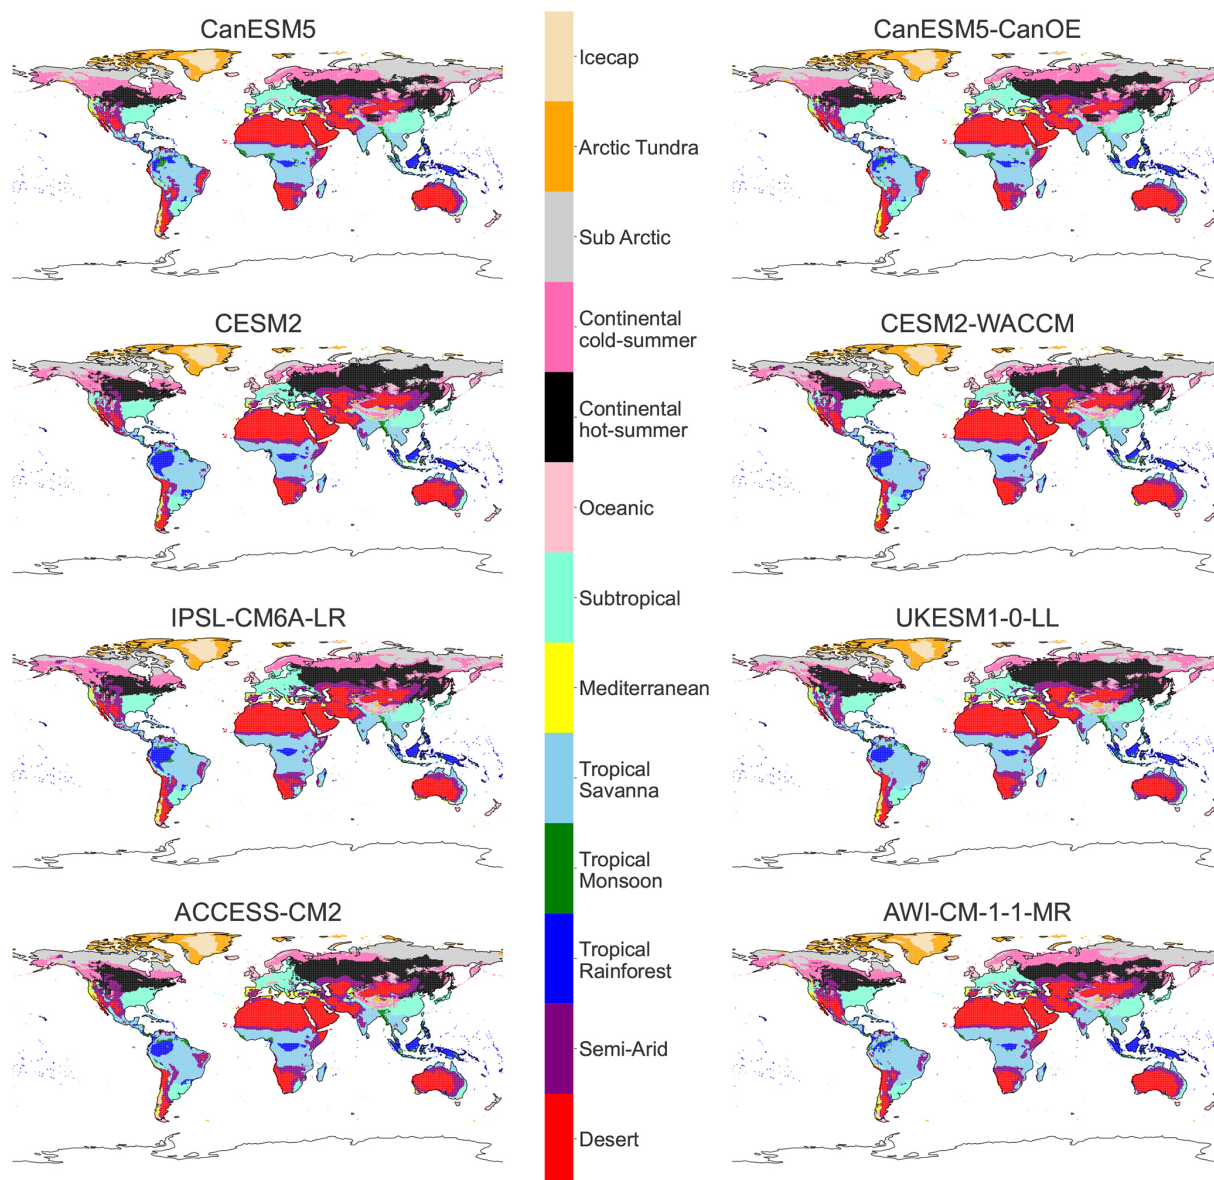 CanESM5
CanESM5-CanOE
CESM2
CESM2-WACCM
IPSL-CM6A-LR
UKESM1-0-LL
ACCESS-CM2
AWI-CM-1-1-MR
Icecap
Arctic Tundra
Sub Arctic
Continental
cold-summer
Continental
hot-summer
Oceanic
Subtropical
Mediterranean
Tropical
Savanna
Tropical
Monsoon
Tropical
Rainforest
Semi-Arid
Desert